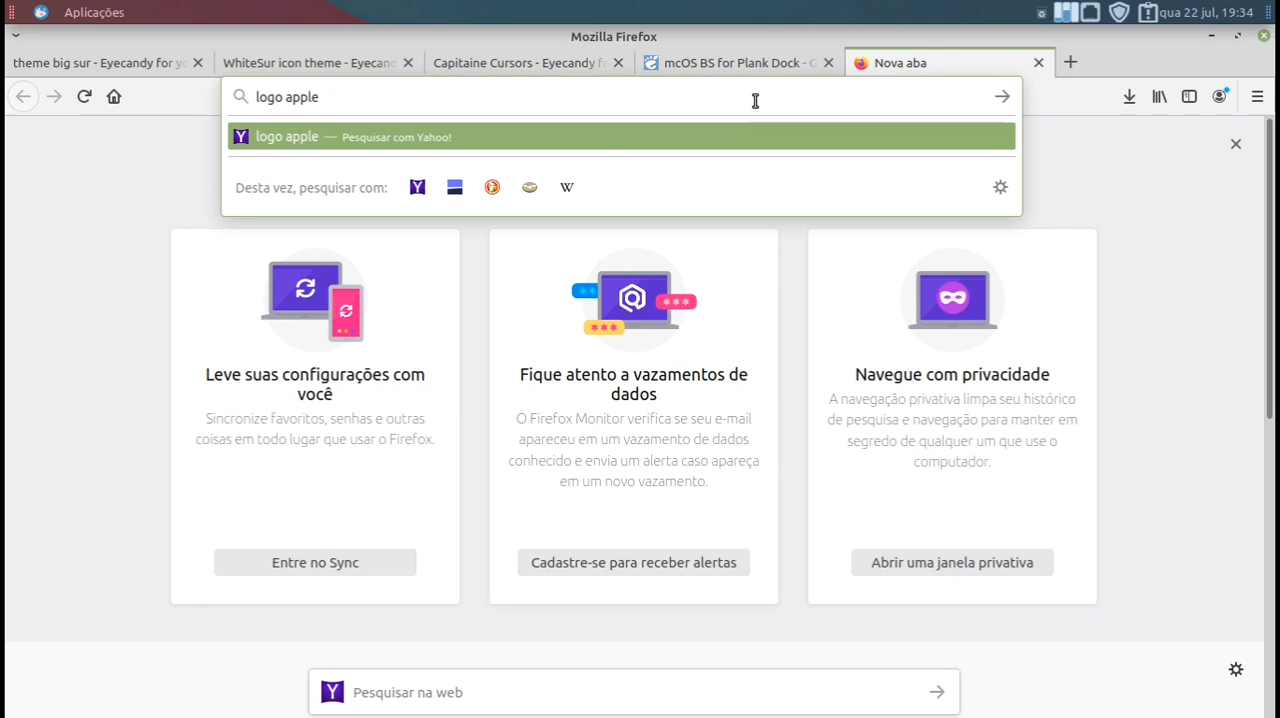 Aplicações
qua 22 jul, 19:34
Mozilla Firefox
theme big sur - Eyecandy for yo
WhiteSur icon theme - Eyecand
Capitaine Cursors - Eyecandy fo
mcOS BS for Plank Dock - G
Nova aba
logo apple
logo apple — Pesquisar com Yahoo!
Desta vez, pesquisar com:
W
Leve suas configurações com
você
Sincronize favoritos, senhas e outras
coisas em todo lugar que usar o Firefox.
Entre no Sync
Fique atento a vazamentos de
dados
O Firefox Monitor verifica se seu e-mail
apareceu em um vazamento de dados
conhecido e envia um alerta caso apareça
em um novo vazamento.
Cadastre-se para receber alertas
Navegue com privacidade
A navegação privativa limpa seu histórico
de pesquisa e navegação para manter em
segredo de qualquer um que use o
computador.
Abrir uma janela privativa
Pesquisar na web